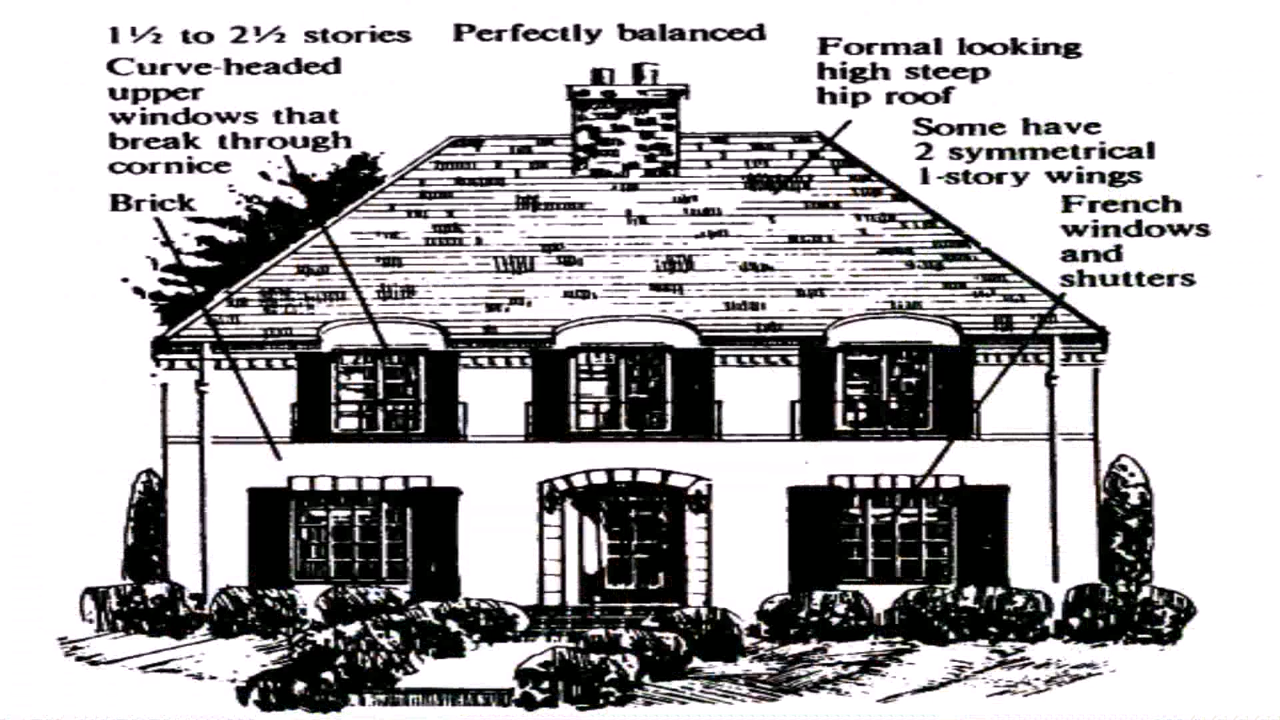 1½ to 2½ stories
Perfectly balanced
Curve-headed
upper
windows that
break through
cornice
Brick
Formal looking
high steep
hip roof
Some have
2 symmetrical
1-story wings
French
windows
and
shutters